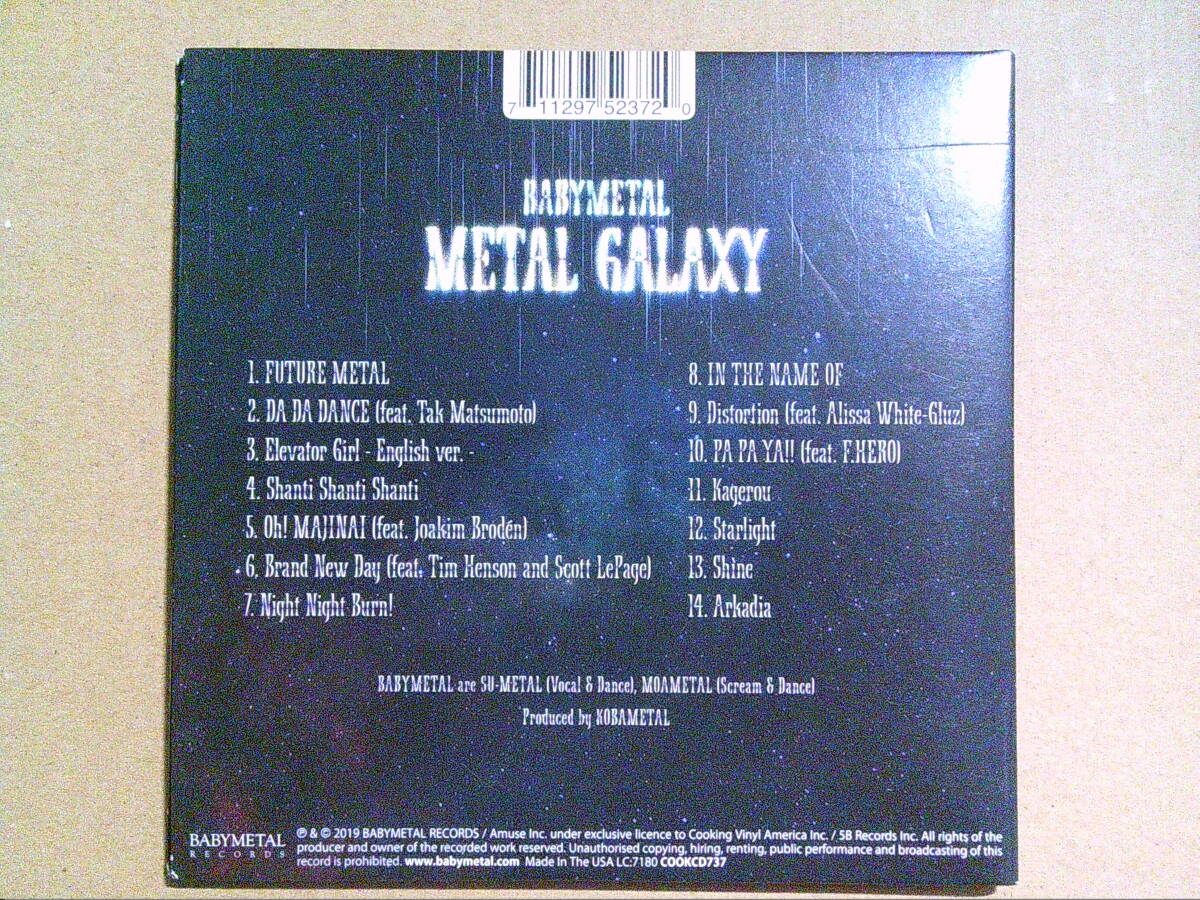 7 11297 52372 0
BABYMETAL
METAL GALAXY
1. FUTURE METAL
2. DA DA DANCE (feat. Tak Matsumoto)
3. Elevator Girl - English ver. -
4. Shanti Shanti Shanti
5. Oh! MAJINAI (feat. Joakim Brodén)
6. Brand New Day (feat. Tim Henson and Scott LePage)
7. Night Night Burn!
8. IN THE NAME OF
9. Distortion (feat. Alissa White-Gluz)
10. PA PA YA!! (feat. F.HERO)
11. Kagerou
12. Starlight
13. Shine
14. Arkadia
BABYMETAL are SU-METAL (Vocal & Dance), MOAMETAL (Scream & Dance)
Produced by KOBAMETAL
BABYMETAL
RECORDS
℗ & © 2019 BABYMETAL RECORDS / Amuse Inc. under exclusive licence to Cooking Vinyl America Inc. / 5B Records Inc. All rights of the
producer and owner of the recorded work reserved. Unauthorised copying, hiring, renting, public performance and broadcasting of this
record is prohibited. www.babymetal.com Made In The USA LC:7180 COOKCD737